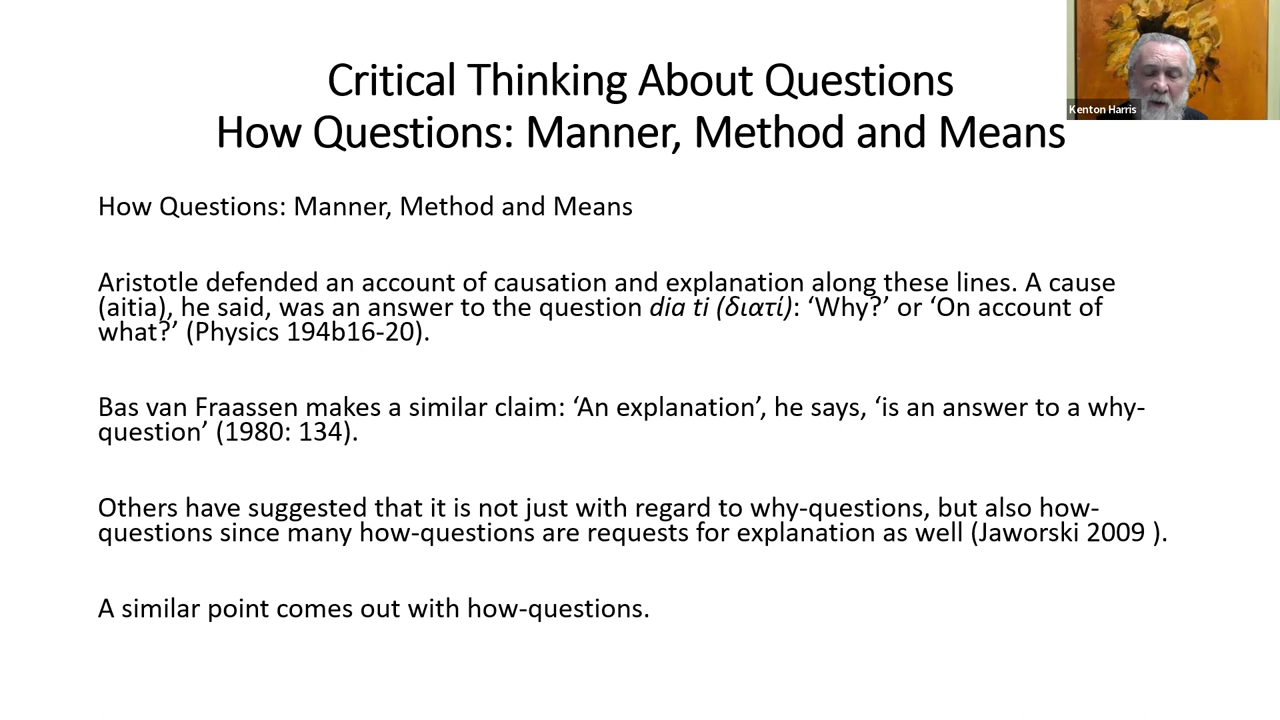 Critical Thinking About Questions
How Questions: Manner, Method and Means
Kenton Harris
How Questions: Manner, Method and Means
Aristotle defended an account of causation and explanation along these lines. A cause
(aitia), he said, was an answer to the question dia ti (διατί): ‘Why?’ or ‘On account of
what?’ (Physics 194b16-20).
Bas van Fraassen makes a similar claim: ‘An explanation’, he says, ‘is an answer to a why-
question’ (1980: 134).
Others have suggested that it is not just with regard to why-questions, but also how-
questions since many how-questions are requests for explanation as well (Jaworski 2009 ).
A similar point comes out with how-questions.